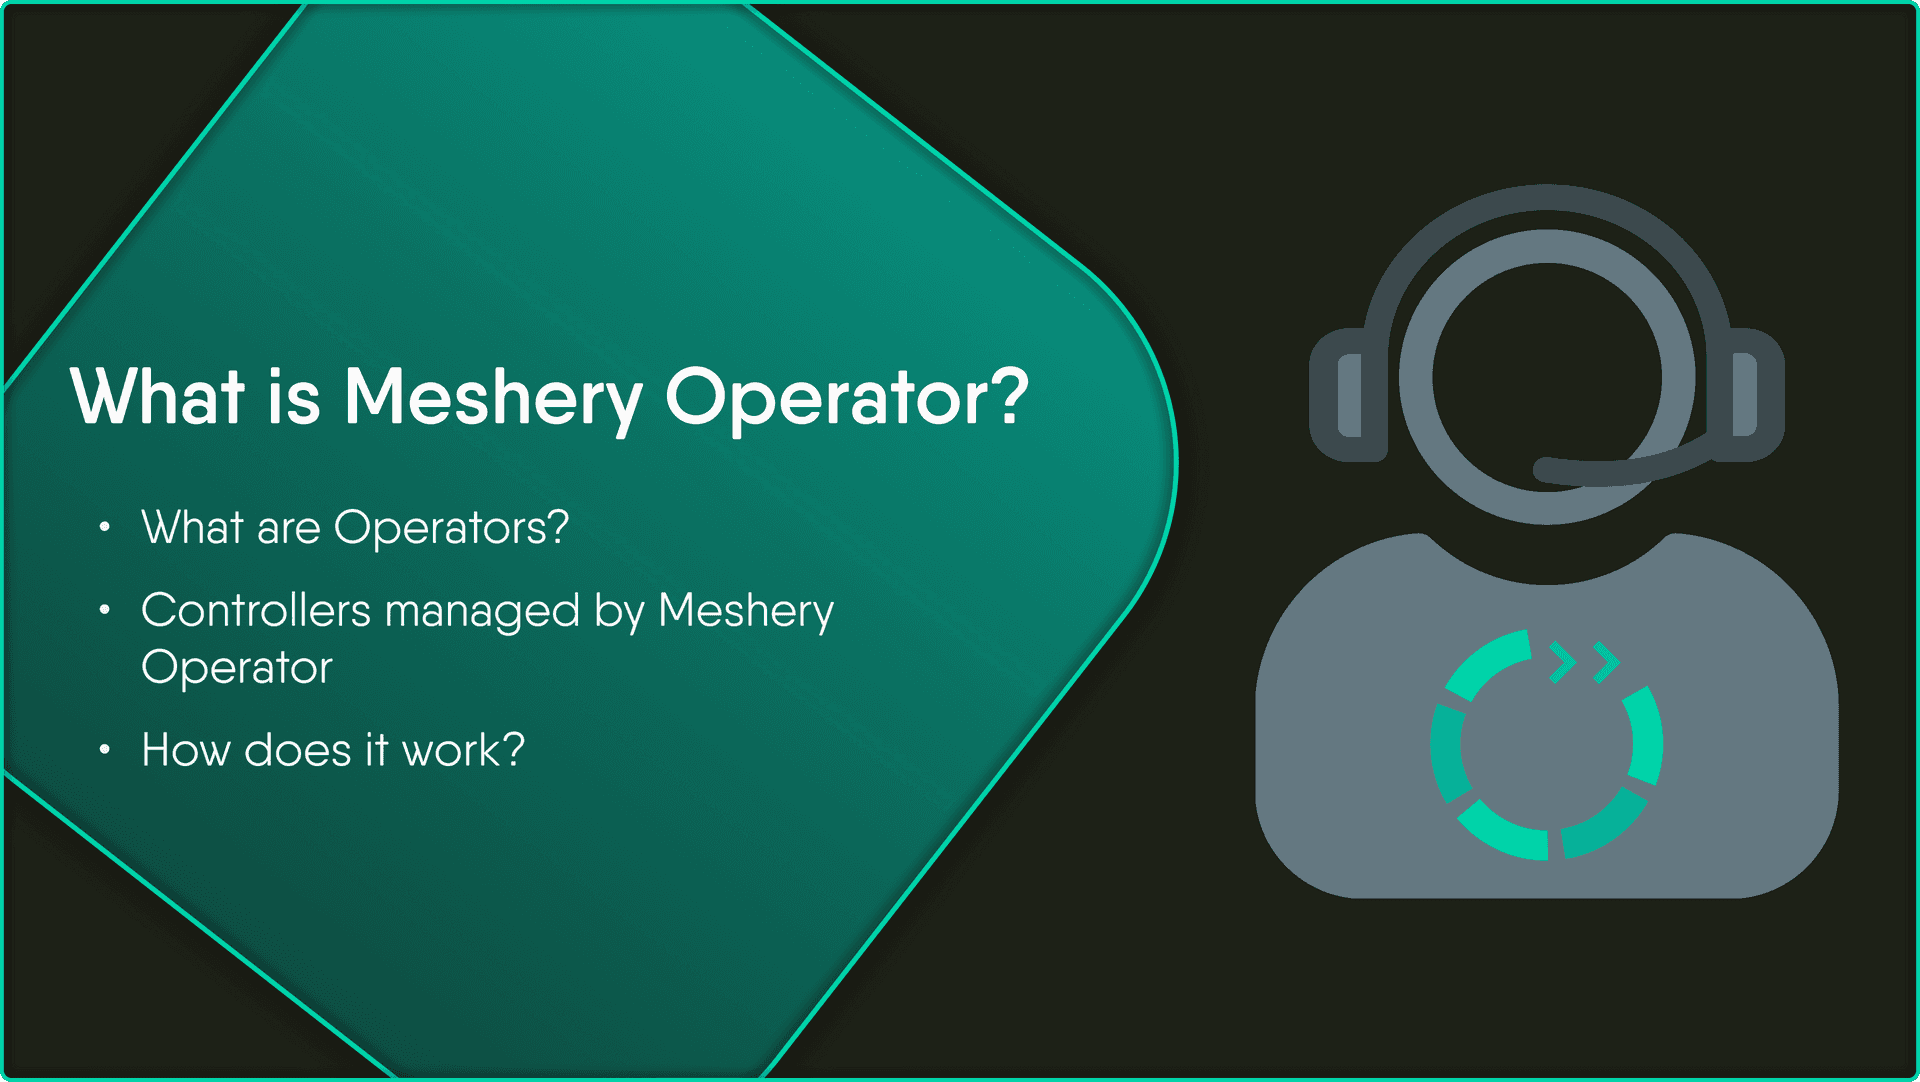 What is Meshery Operator?
• What are Operators?
• Controllers managed by Meshery
Operator
• How does it work?